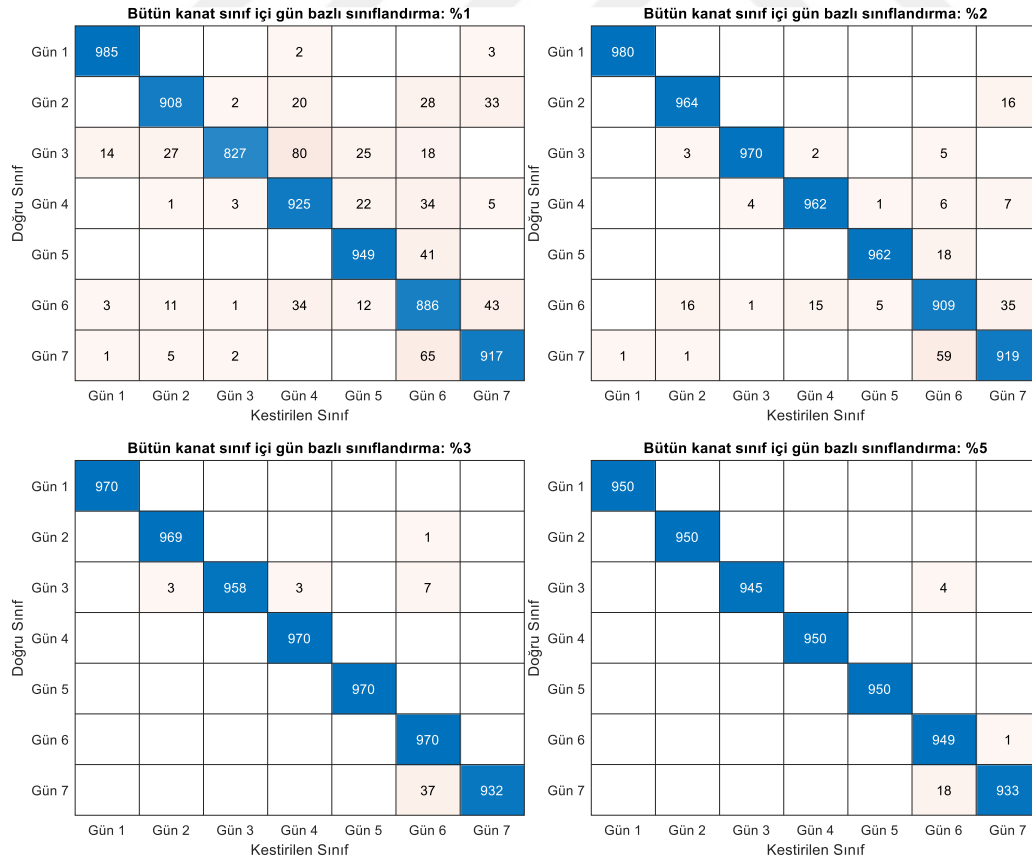 Bütün kanat sınıf içi gün bazlı sınıflandırma: %1
Doğru Sınıf
Gün 1 985 2 3
Gün 2 908 2 20 28 33
Gün 3 14 27 827 80 25 18
Gün 4 1 3 925 22 34 5
Gün 5 949 41
Gün 6 3 11 1 34 12 886 43
Gün 7 1 5 2 65 917
Gün 1 Gün 2 Gün 3 Gün 4 Gün 5 Gün 6 Gün 7
Kestirilen Sınıf
Bütün kanat sınıf içi gün bazlı sınıflandırma: %2
Doğru Sınıf
Gün 1 980
Gün 2 964 16
Gün 3 3 970 2 5
Gün 4 4 962 1 6 7
Gün 5 962 18
Gün 6 16 1 15 5 909 35
Gün 7 1 1 59 919
Gün 1 Gün 2 Gün 3 Gün 4 Gün 5 Gün 6 Gün 7
Kestirilen Sınıf
Bütün kanat sınıf içi gün bazlı sınıflandırma: %3
Doğru Sınıf
Gün 1 970
Gün 2 969 1
Gün 3 3 958 3 7
Gün 4 970
Gün 5 970
Gün 6 970
Gün 7 37 932
Gün 1 Gün 2 Gün 3 Gün 4 Gün 5 Gün 6 Gün 7
Kestirilen Sınıf
Bütün kanat sınıf içi gün bazlı sınıflandırma: %5
Doğru Sınıf
Gün 1 950
Gün 2 950
Gün 3 945 4
Gün 4 950
Gün 5 950
Gün 6 949 1
Gün 7 18 933
Gün 1 Gün 2 Gün 3 Gün 4 Gün 5 Gün 6 Gün 7
Kestirilen Sınıf